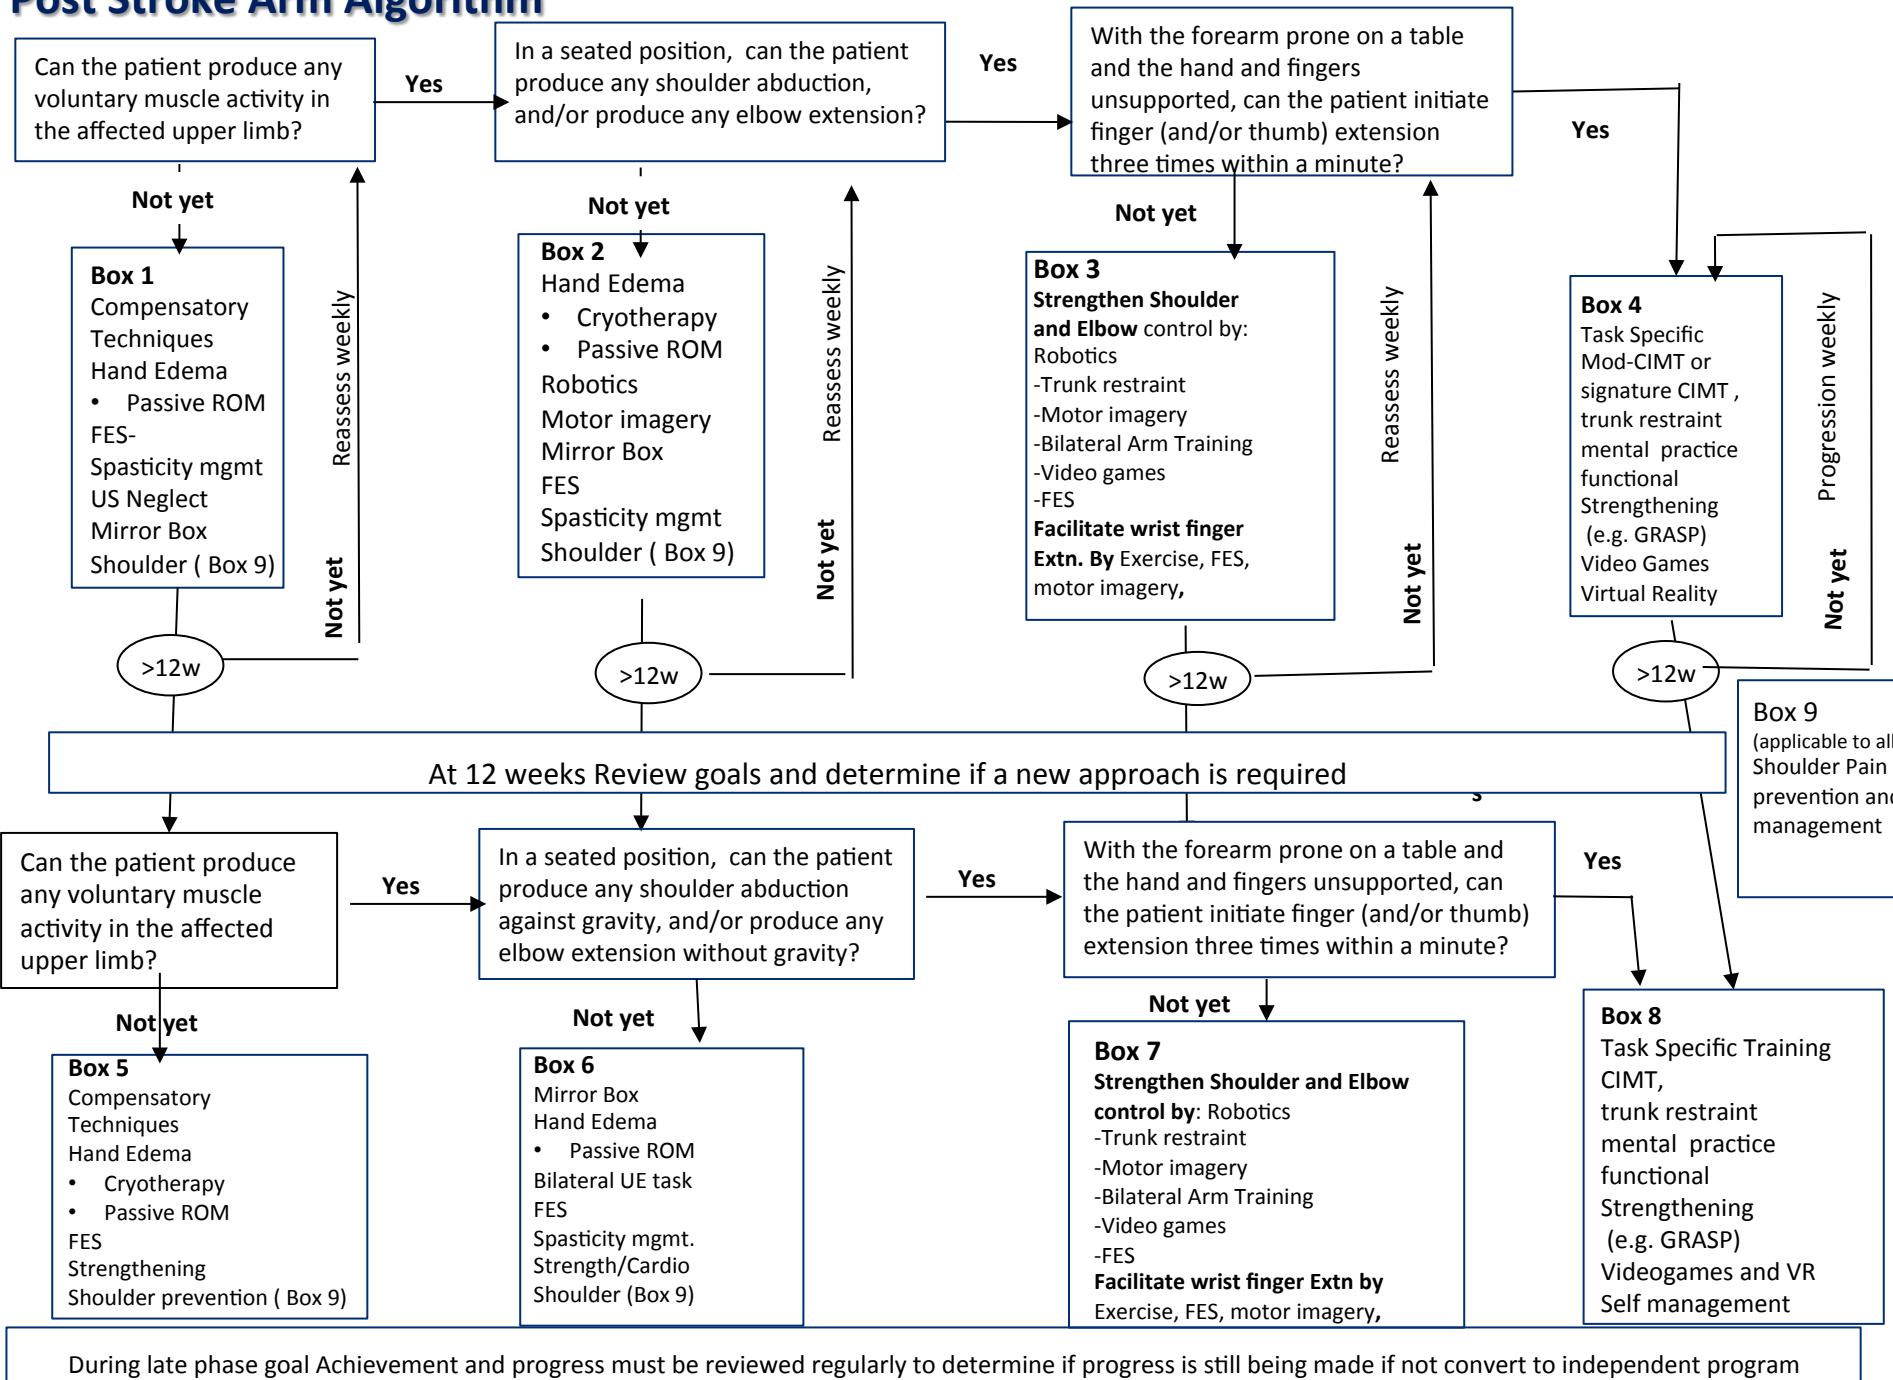 Post Stroke Arm Algorithm
Can the patient produce any
voluntary muscle activity in
the affected upper limb?
Yes
In a seated position, can the patient
produce any shoulder abduction,
and/or produce any elbow extension?
Yes
With the forearm prone on a table
and the hand and fingers
unsupported, can the patient initiate
finger (and/or thumb) extension
three times within a minute?
Yes
Not yet
Not yet
Not yet
Box 1
Compensatory
Techniques
Hand Edema
• Passive ROM
FES-
Spasticity mgmt
US Neglect
Mirror Box
Shoulder ( Box 9)
Reassess weekly
Not yet
Box 2
Hand Edema
• Cryotherapy
• Passive ROM
Robotics
Motor imagery
Mirror Box
FES
Spasticity mgmt
Shoulder ( Box 9)
Reassess weekly
Not yet
Box 3
Strengthen Shoulder
and Elbow control by:
Robotics
-Trunk restraint
-Motor imagery
-Bilateral Arm Training
-Video games
-FES
Facilitate wrist finger
Extn. By Exercise, FES,
motor imagery,
Reassess weekly
Not yet
Box 4
Task Specific
Mod-CIMT or
signature CIMT ,
trunk restraint
mental practice
functional
Strengthening
(e.g. GRASP)
Video Games
Virtual Reality
Progression weekly
Not yet
>12w
>12w
>12w
>12w
Box 9
(applicable to all
Shoulder Pain
prevention and
management
At 12 weeks Review goals and determine if a new approach is required
s
Can the patient produce
any voluntary muscle
activity in the affected
upper limb?
Yes
In a seated position, can the patient
produce any shoulder abduction
against gravity, and/or produce any
elbow extension without gravity?
Yes
With the forearm prone on a table and
the hand and fingers unsupported, can
the patient initiate finger (and/or thumb)
extension three times within a minute?
Yes
Not yet
Not yet
Not yet
Box 5
Compensatory
Techniques
Hand Edema
• Cryotherapy
• Passive ROM
FES
Strengthening
Shoulder prevention ( Box 9)
Box 6
Mirror Box
Hand Edema
• Passive ROM
Bilateral UE task
FES
Spasticity mgmt.
Strength/Cardio
Shoulder (Box 9)
Box 7
Strengthen Shoulder and Elbow
control by: Robotics
-Trunk restraint
-Motor imagery
-Bilateral Arm Training
-Video games
-FES
Facilitate wrist finger Extn by
Exercise, FES, motor imagery,
Box 8
Task Specific Training
CIMT,
trunk restraint
mental practice
functional
Strengthening
(e.g. GRASP)
Videogames and VR
Self management
During late phase goal Achievement and progress must be reviewed regularly to determine if progress is still being made if not convert to independent program